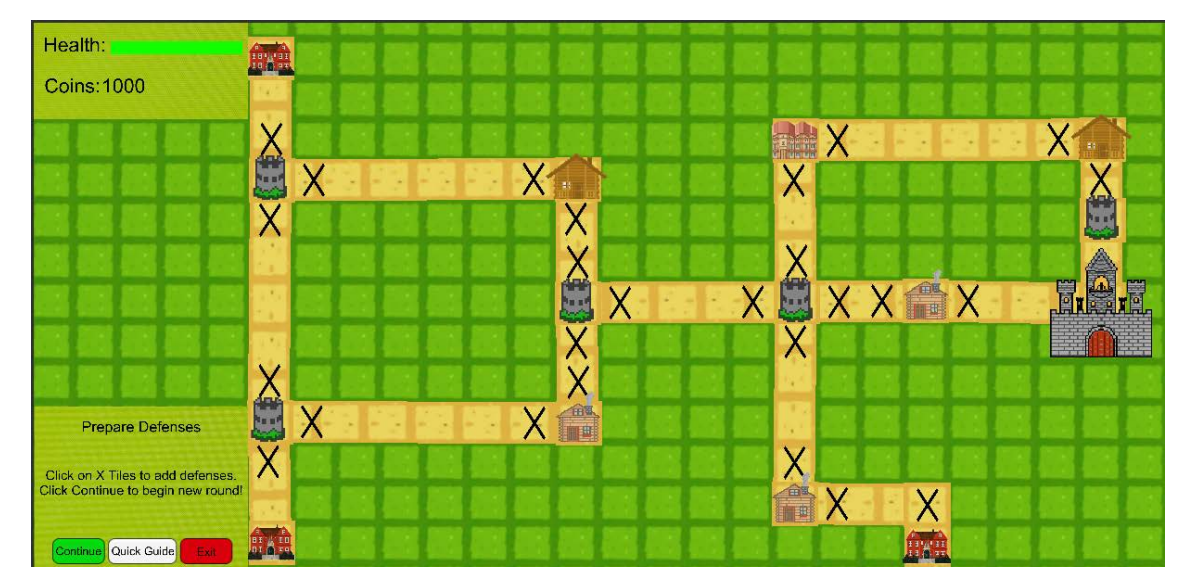 Health:
Coins:1000
Prepare Defenses
Click on X Tiles to add defenses.
Click Continue to begin new round!
Continue
Quick Guide
Exit